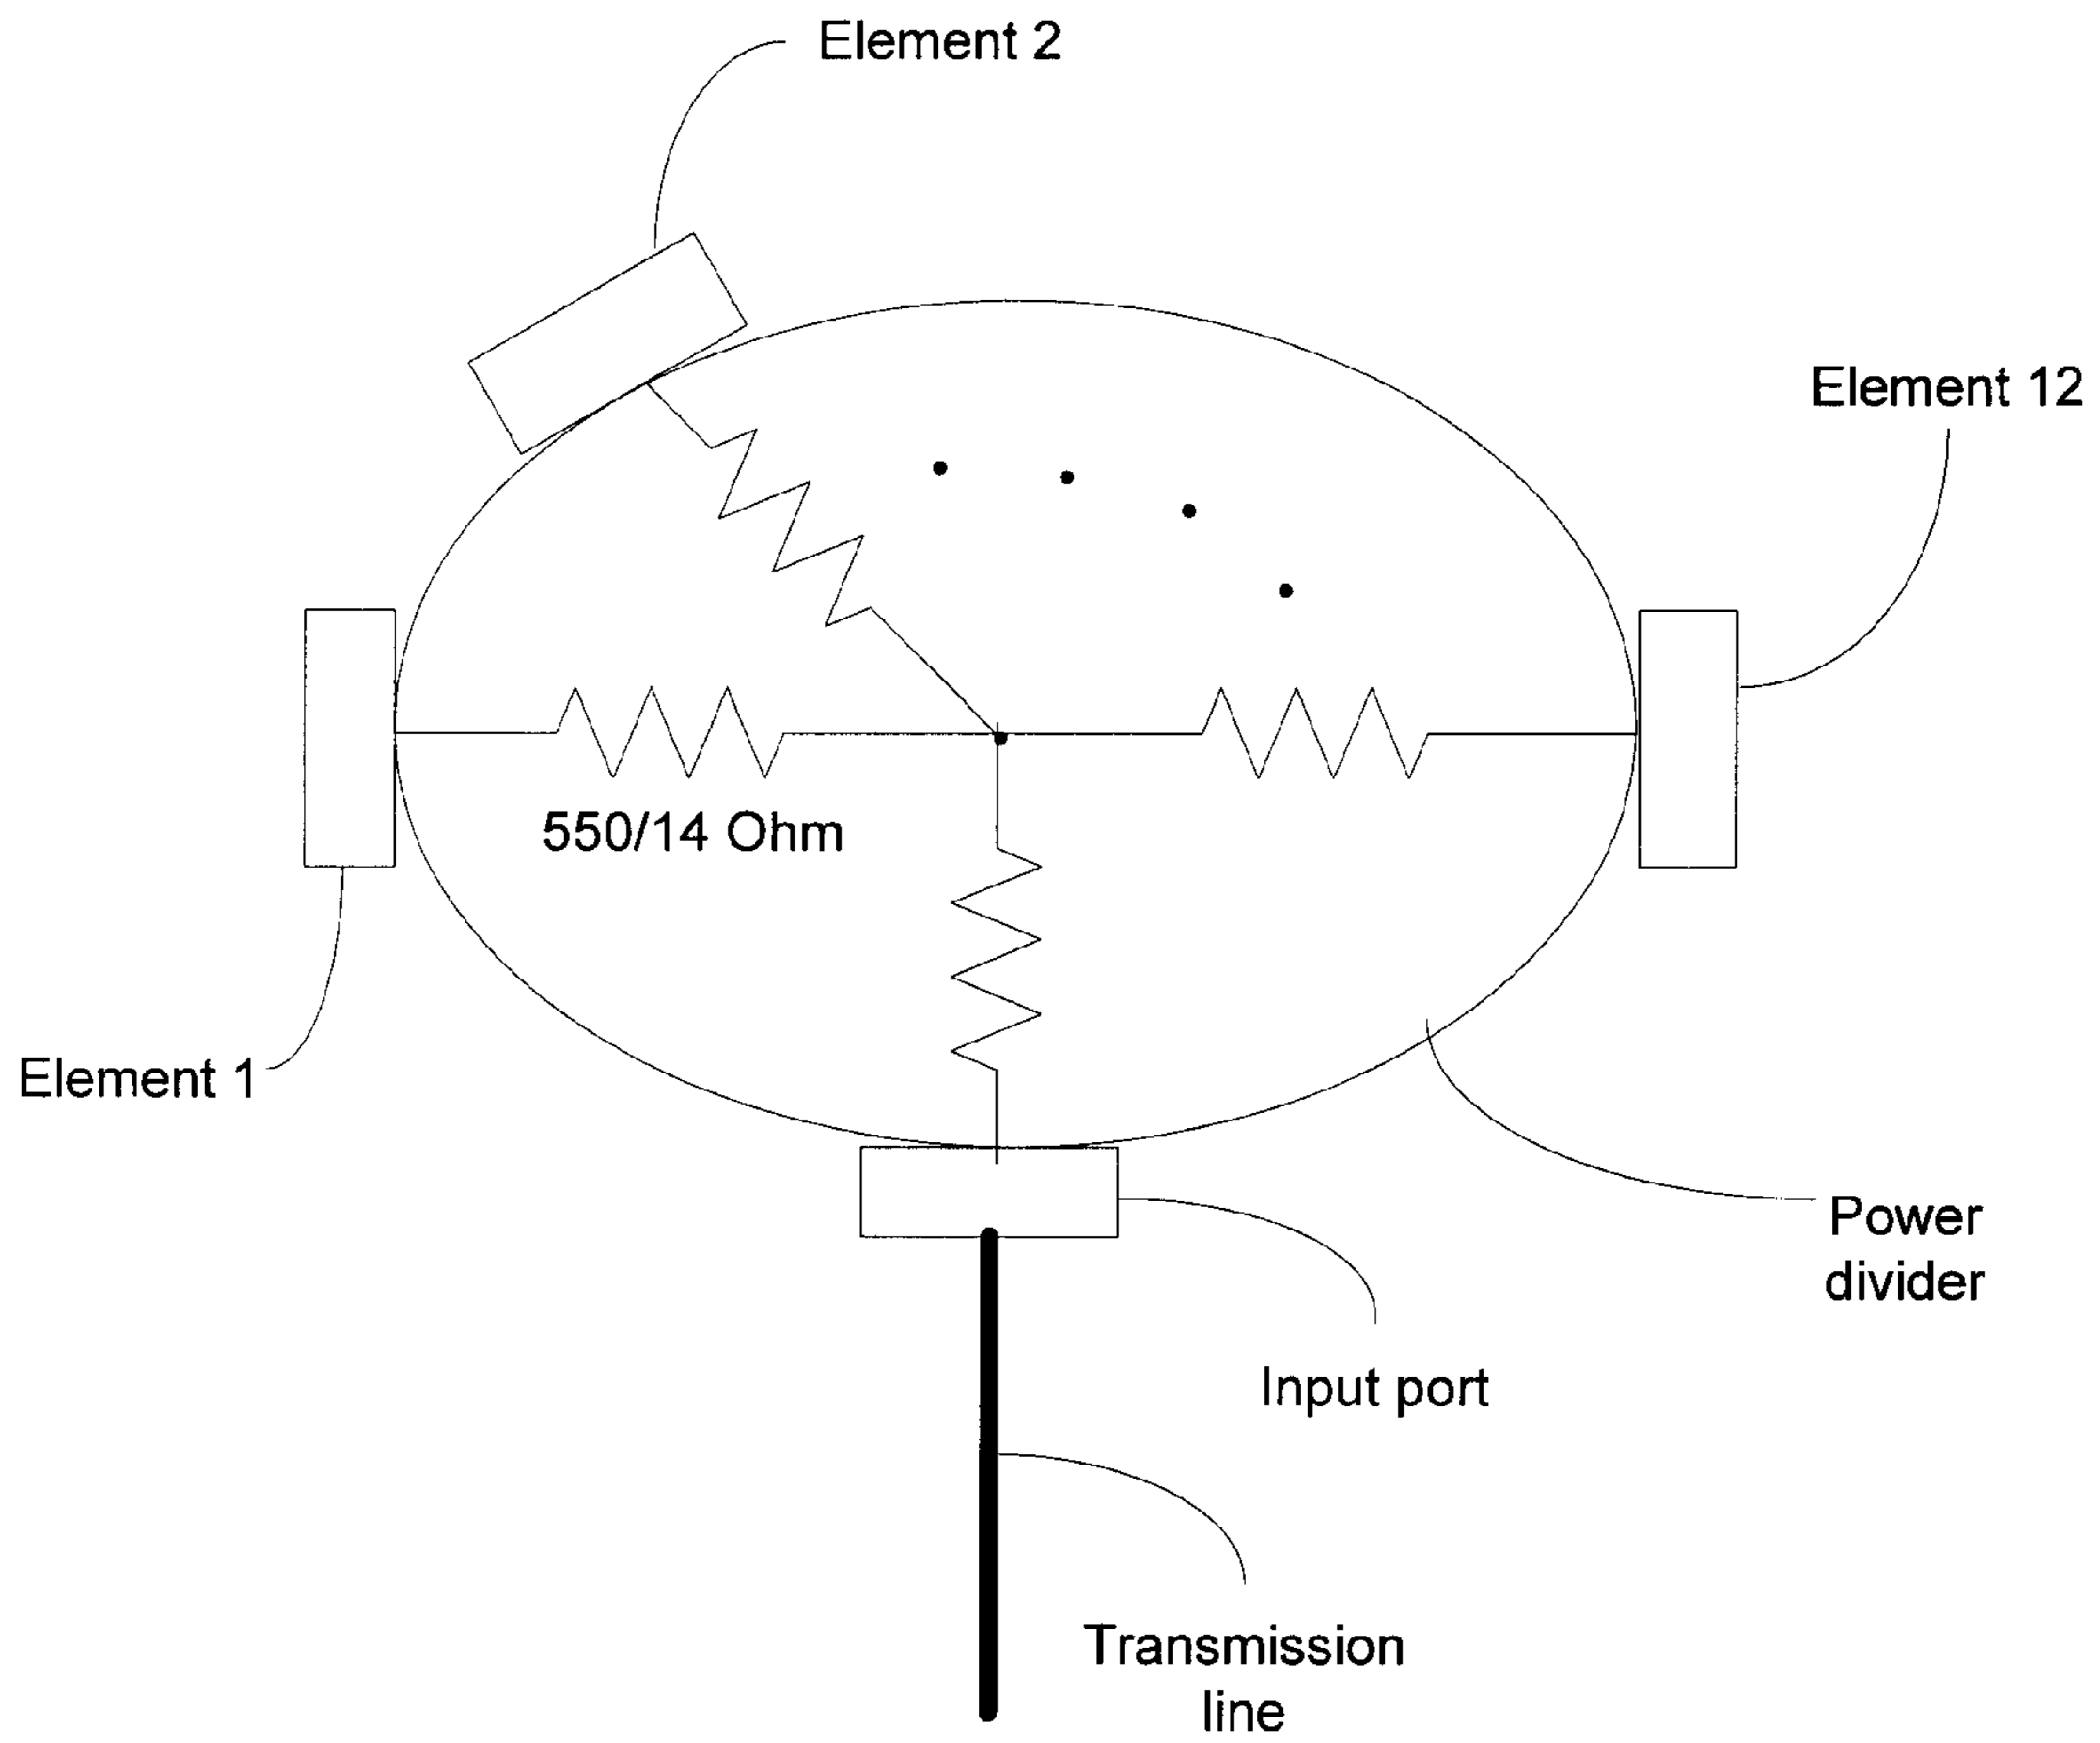 Element 2
Element 12
550/14 Ohm
Element 1
Power
divider
Input port
Transmission
line